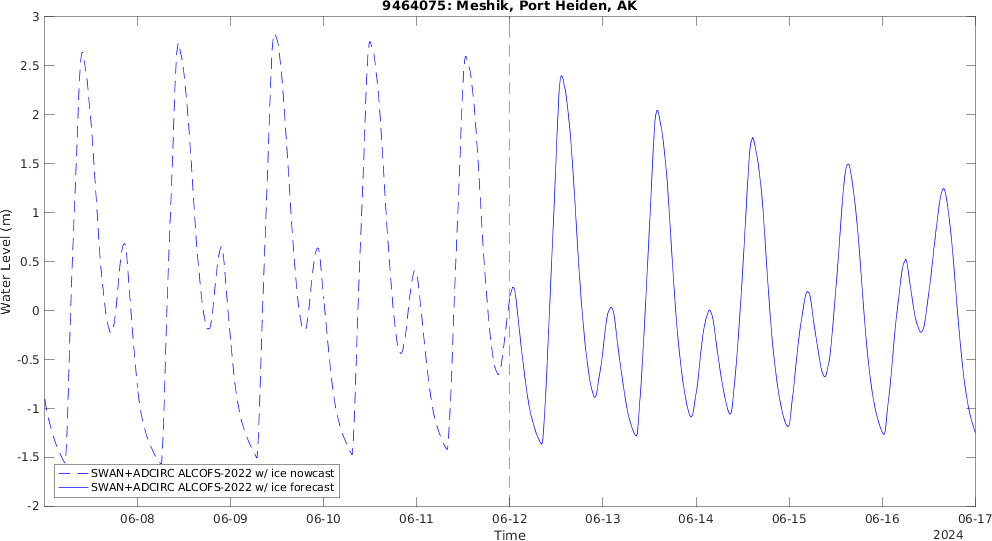 9464075: Meshik, Port Heiden, AK
Water Level (m)
3
2.5
2
1.5
1
0.5
0
-0.5
-1
-1.5
-2
SWAN+ADCIRC ALCOFS-2022 w/ ice nowcast
SWAN+ADCIRC ALCOFS-2022 w/ ice forecast
06-08 06-09 06-10 06-11 06-12 06-13 06-14 06-15 06-16 06-17
Time
2024